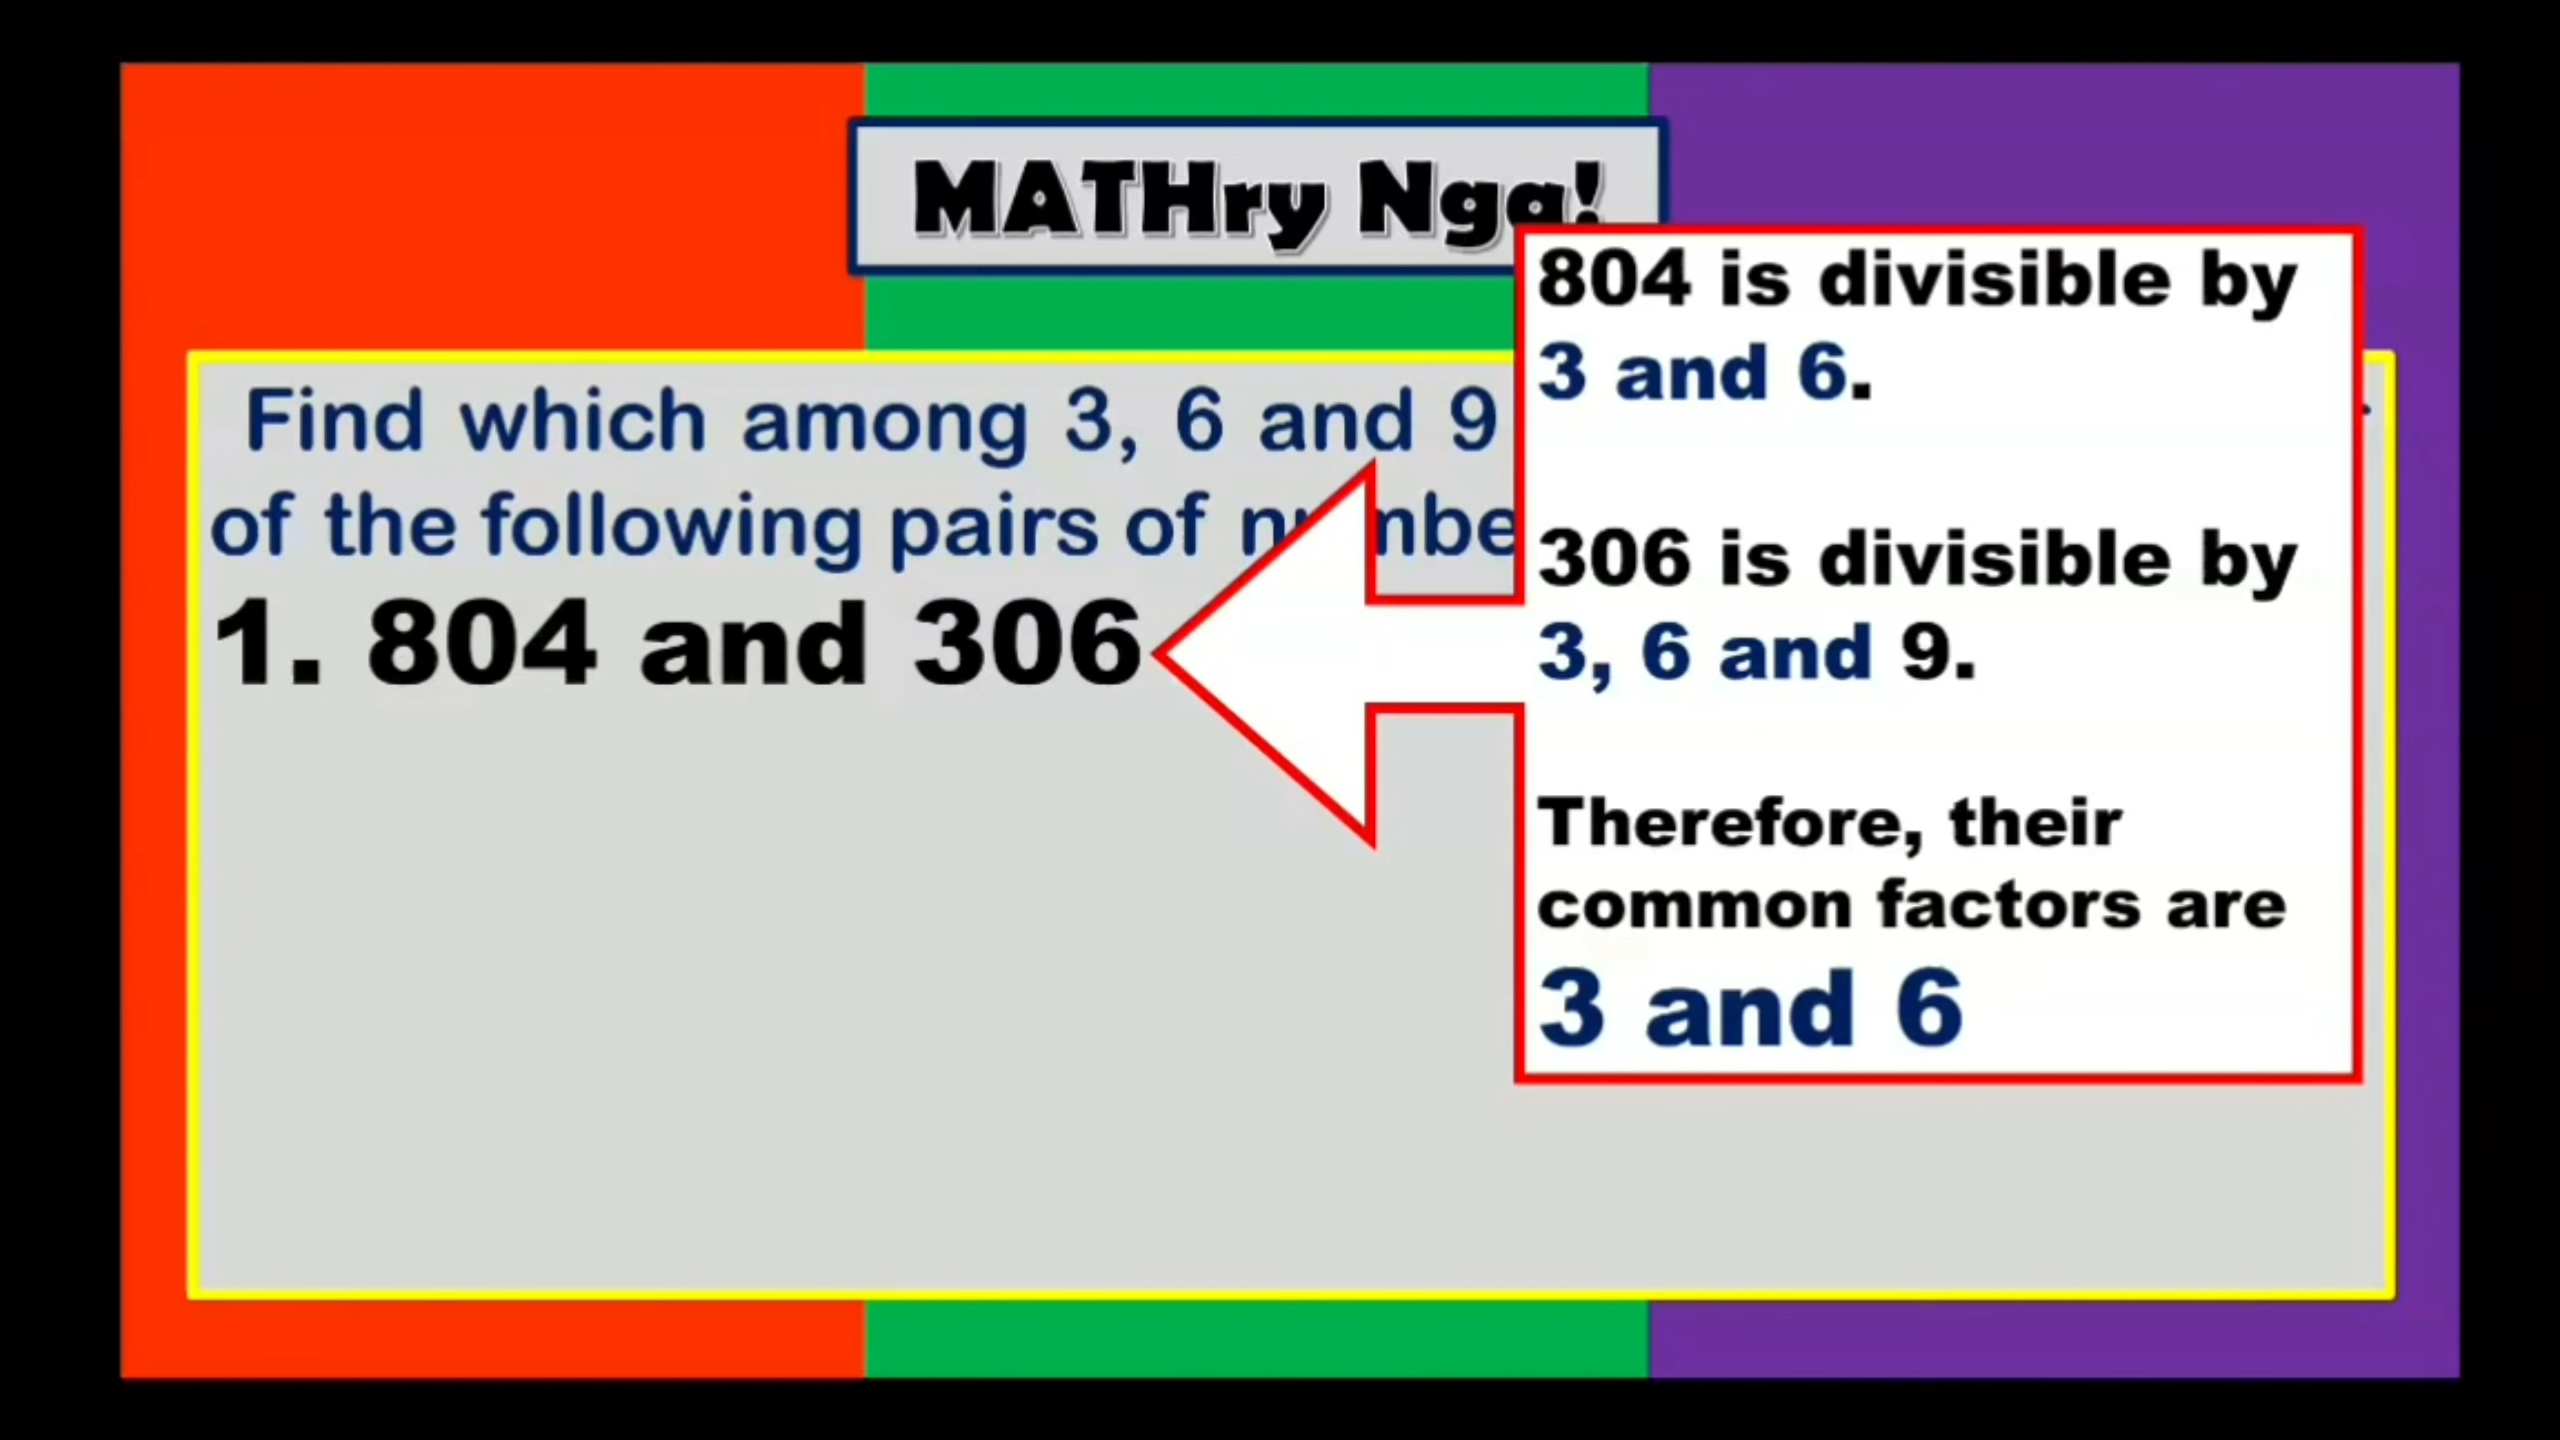 MATHry Nga!
Find which among 3, 6 and 9
of the following pairs of numbe
1. 804 and 306
804 is divisible by
3 and 6.
306 is divisible by
3, 6 and 9.
Therefore, their
common factors are
3 and 6